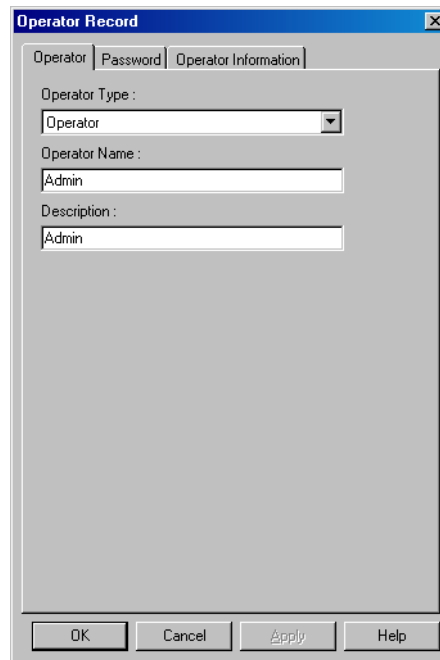 Operator Record
Operator Password Operator Information
Operator Type :
Operator
Operator Name :
Admin
Description :
Admin
OK Cancel Apply Help